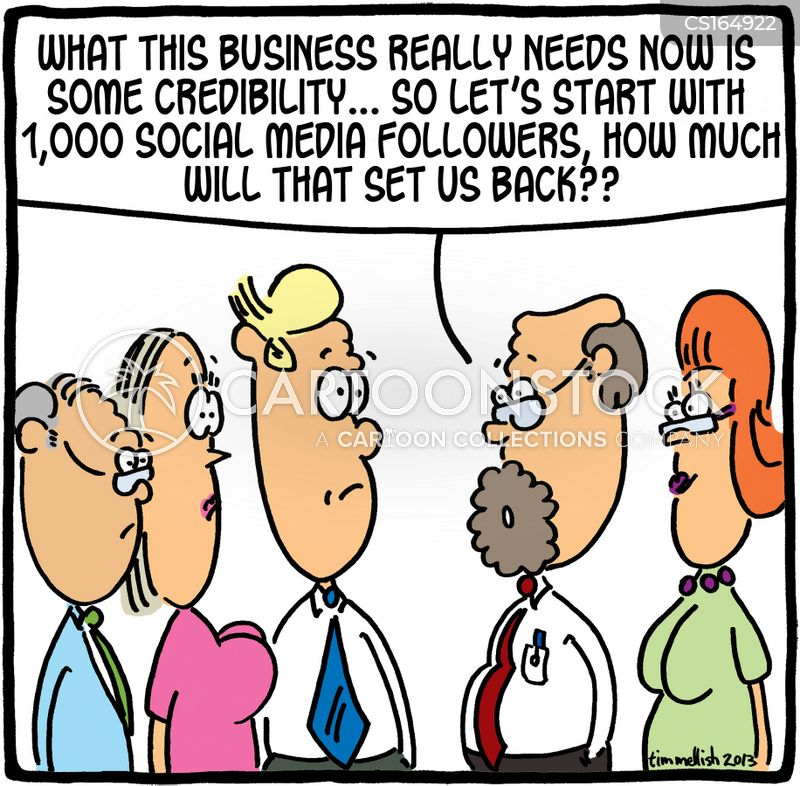 CS164922
WHAT THIS BUSINESS REALLY NEEDS NOW IS
SOME CREDIBILITY... SO LET'S START WITH
1,000 SOCIAL MEDIA FOLLOWERS, HOW MUCH
WILL THAT SET US BACK??
CARTOONSTOCK
A CARTOON COLLECTIONS COMPANY
timmellish 2013